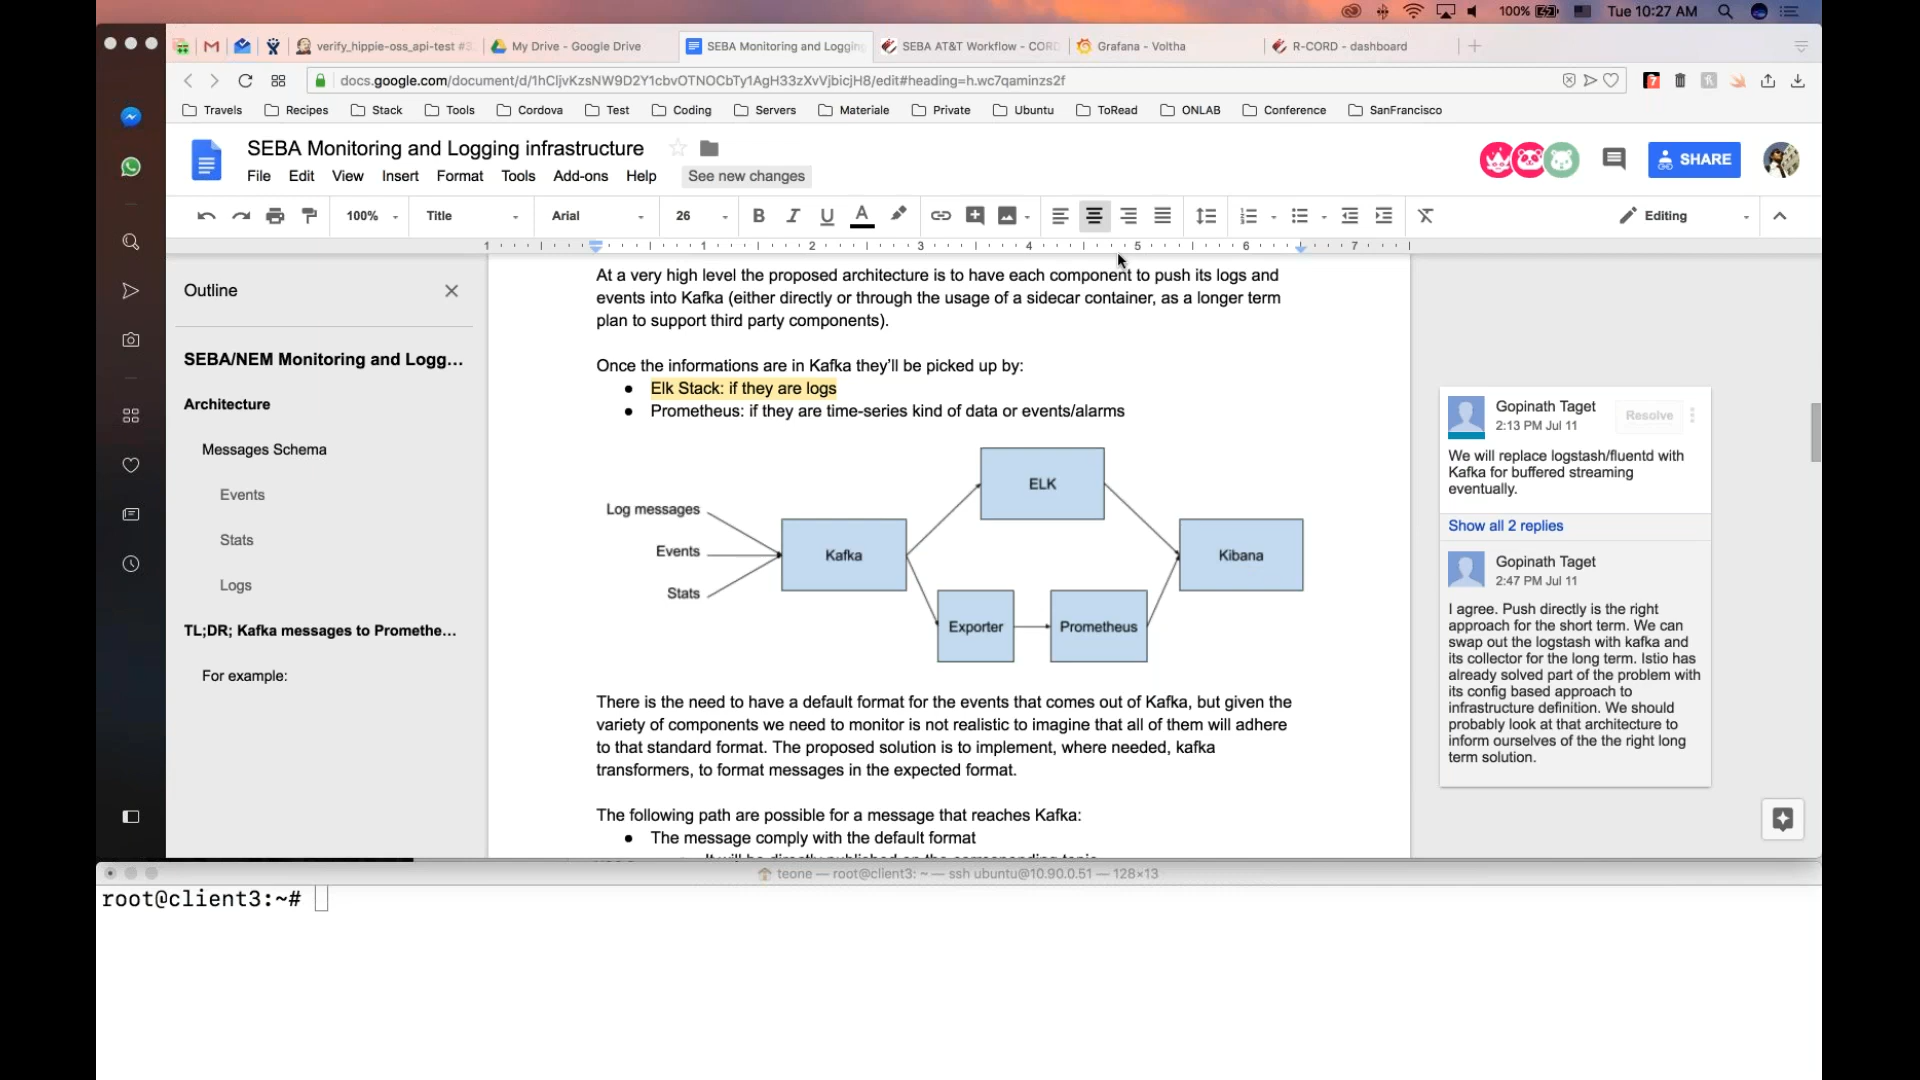 100%
Tue 10:27 AM
verify_hippie-oss_api-test #3
My Drive - Google Drive
SEBA Monitoring and Logging
SEBA AT&T Workflow - CORD
Grafana - Voltha
R-CORD - dashboard
docs.google.com/document/d/1hCljvKzsNW9D2Y1cbvOTNOCbTy1AgH33zXvVjbicjH8/edit#heading=h.wc7qaminzs2f
Travels
Recipes
Stack
Tools
Cordova
Test
Coding
Servers
Materiale
Private
Ubuntu
ToRead
ONLAB
Conference
SanFrancisco
SEBA Monitoring and Logging infrastructure
File Edit View Insert Format Tools Add-ons Help See new changes
SHARE
100% Title Arial 26 B I U A Editing
1 1 2 3 4 5 6 7
Outline
SEBA/NEM Monitoring and Logg...
Architecture
Messages Schema
Events
Stats
Logs
TL;DR; Kafka messages to Promethe...
For example:
At a very high level the proposed architecture is to have each component to push its logs and
events into Kafka (either directly or through the usage of a sidecar container, as a longer term
plan to support third party components).
Once the informations are in Kafka they'll be picked up by:
● Elk Stack: if they are logs
● Prometheus: if they are time-series kind of data or events/alarms
Log messages
Events
Stats
Kafka
ELK
Exporter
Prometheus
Kibana
There is the need to have a default format for the events that comes out of Kafka, but given the
variety of components we need to monitor is not realistic to imagine that all of them will adhere
to that standard format. The proposed solution is to implement, where needed, kafka
transformers, to format messages in the expected format.
The following path are possible for a message that reaches Kafka:
● The message comply with the default format
It will be directly published on the corresponding topic
Gopinath Taget
2:13 PM Jul 11
Resolve
We will replace logstash/fluentd with
Kafka for buffered streaming
eventually.
Show all 2 replies
Gopinath Taget
2:47 PM Jul 11
I agree. Push directly is the right
approach for the short term. We can
swap out the logstash with kafka and
its collector for the long term. Istio has
already solved part of the problem with
its config based approach to
infrastructure definition. We should
probably look at that architecture to
inform ourselves of the the right long
term solution.
teone — root@client3: ~ — ssh ubuntu@10.90.0.51 — 128×13
root@client3:~#